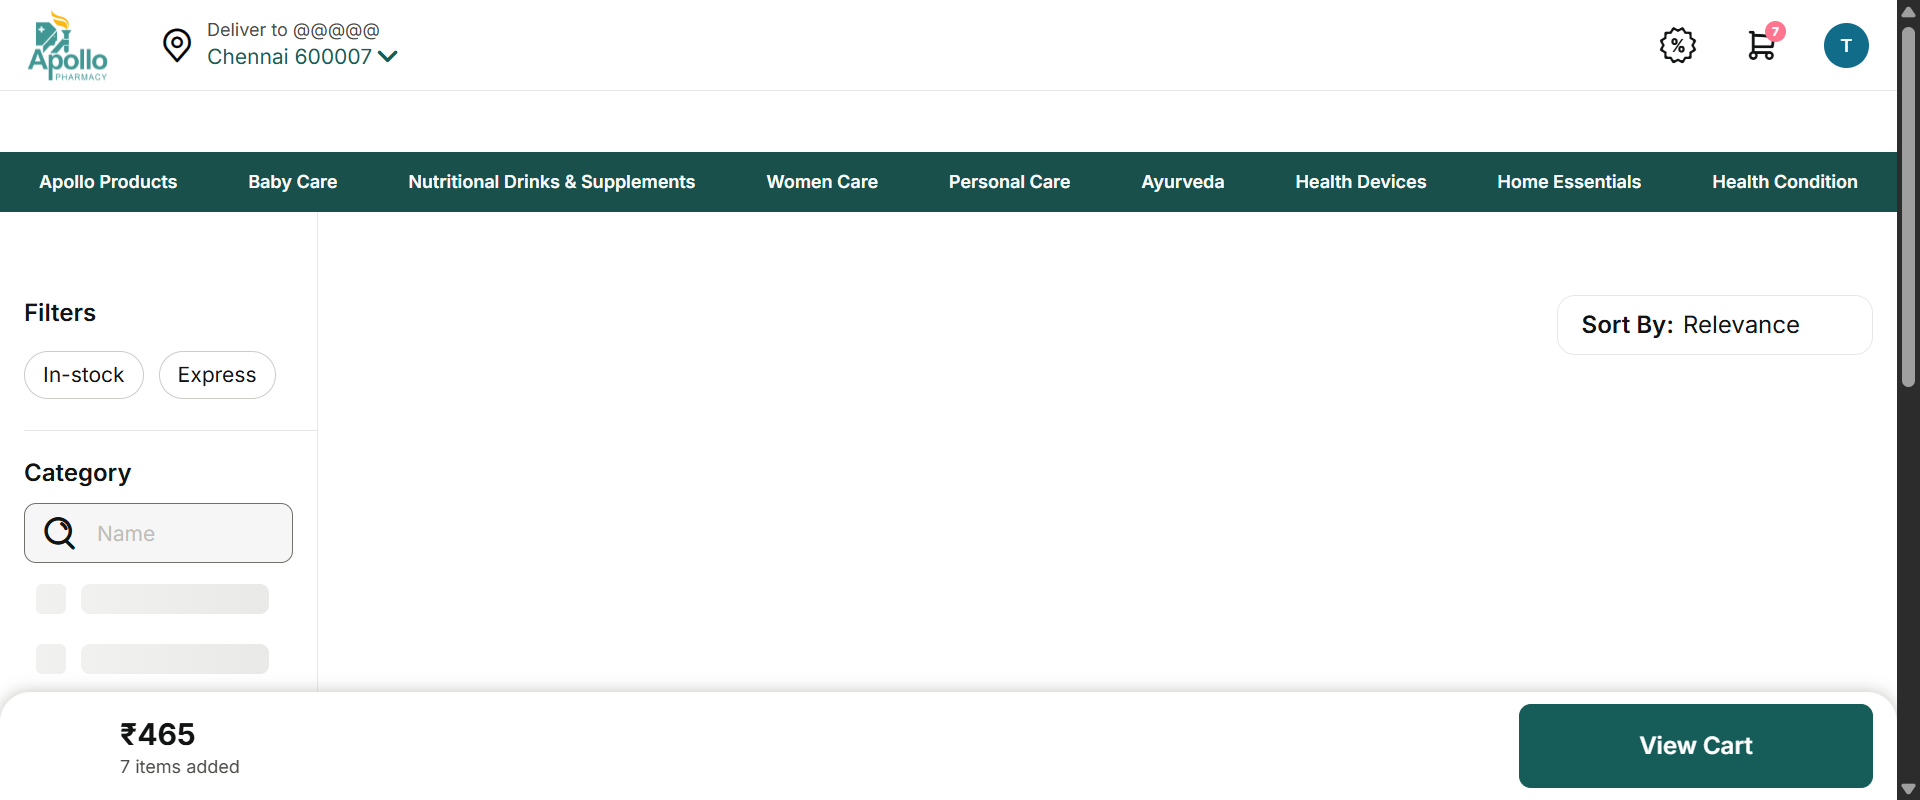 Apollo
PHARMACY
Deliver to @@@@@
Chennai 600007
%
7
T
Apollo Products
Baby Care
Nutritional Drinks & Supplements
Women Care
Personal Care
Ayurveda
Health Devices
Home Essentials
Health Condition
Filters
In-stock
Express
Sort By: Relevance
Category
Name
₹465
7 items added
View Cart